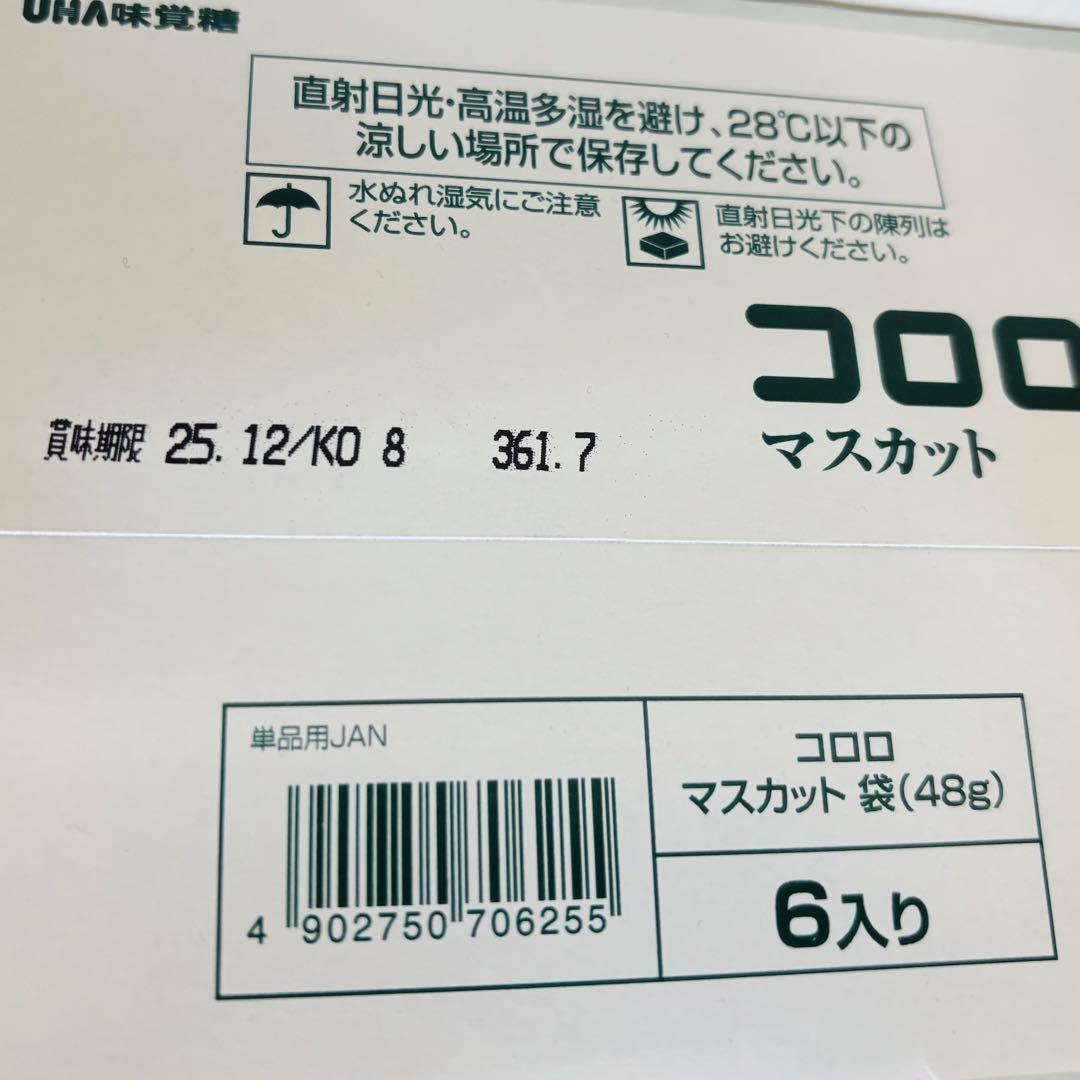 UHA味覚糖
直射日光・高温多湿を避け、28℃以下の
涼しい場所で保存してください。
水ぬれ湿気にご注意
ください。
直射日光下の陳列は
お避けください。
コロロ
マスカット
賞味期限 25.12/KO 8 361.7
単品用JAN
4 902750 706255
コロロ
マスカット 袋(48g)
6入り